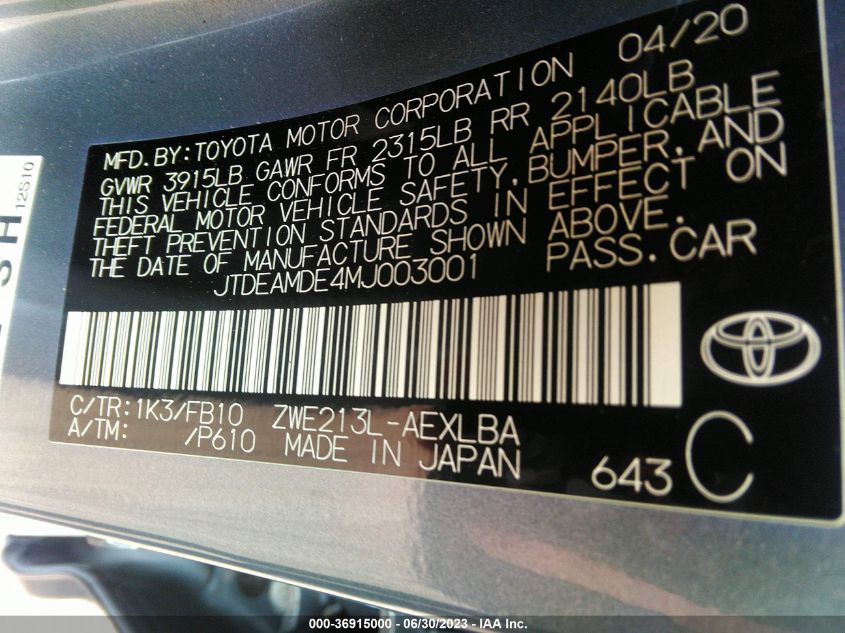 04/20
MFD.BY:TOYOTA MOTOR CORPORATION
GVWR 3915LB GAWR FR 2315LB RR 2140LB
THIS VEHICLE CONFORMS TO ALL APPLICABLE
FEDERAL MOTOR VEHICLE SAFETY, BUMPER, AND
THEFT PREVENTION STANDARDS IN EFFECT ON
THE DATE OF MANUFACTURE SHOWN ABOVE.
JTDEAMDE4MJ003001 PASS.CAR
C/TR:1K3/FB10 ZWE213L-AEXLBA
A/TM: /P610 MADE IN JAPAN
643 C
12S10
000-36915000 - 06/30/2023 - IAA Inc.